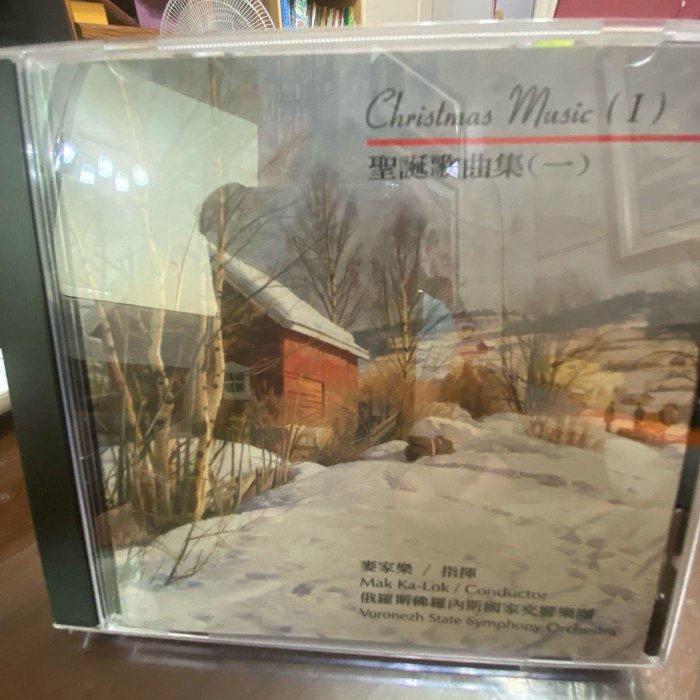 Christmas Music (I)
聖誕歌曲集(一)
麥家樂 / 指揮
Mak Ka-Lok / Conductor
俄羅斯佛羅內斯國家交響樂團
Voronezh State Symphony Orchestra